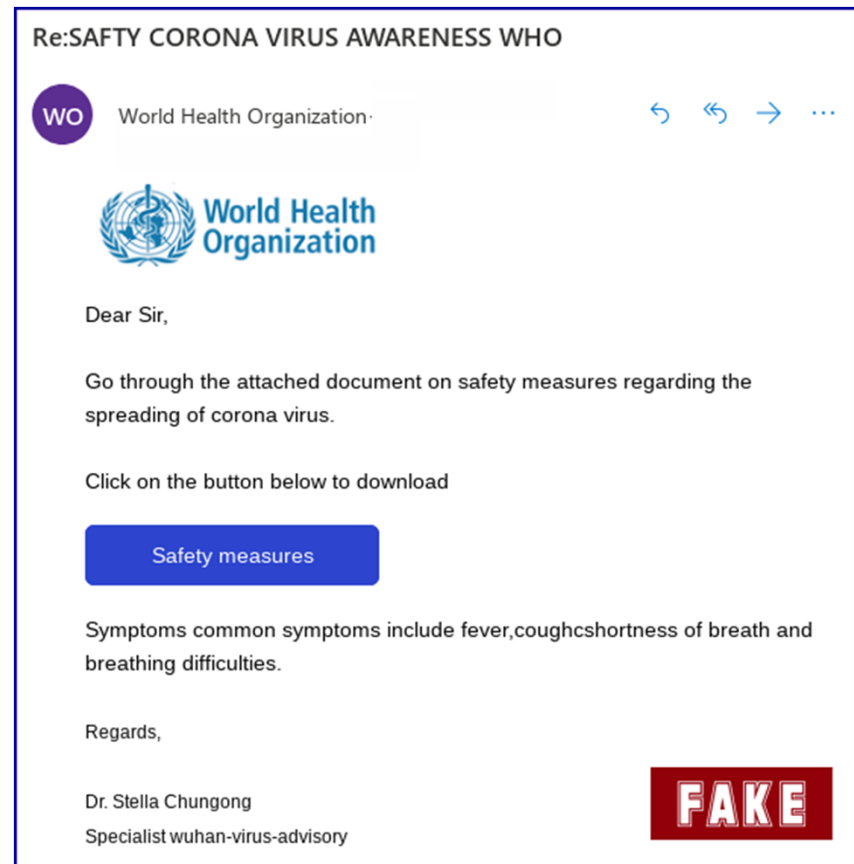 Re:SAFTY CORONA VIRUS AWARENESS WHO
WO
World Health Organization
World Health
Organization
Dear Sir,
Go through the attached document on safety measures regarding the
spreading of corona virus.
Click on the button below to download
Safety measures
Symptoms common symptoms include fever,coughcshortness of breath and
breathing difficulties.
Regards,
Dr. Stella Chungong
Specialist wuhan-virus-advisory
FAKE